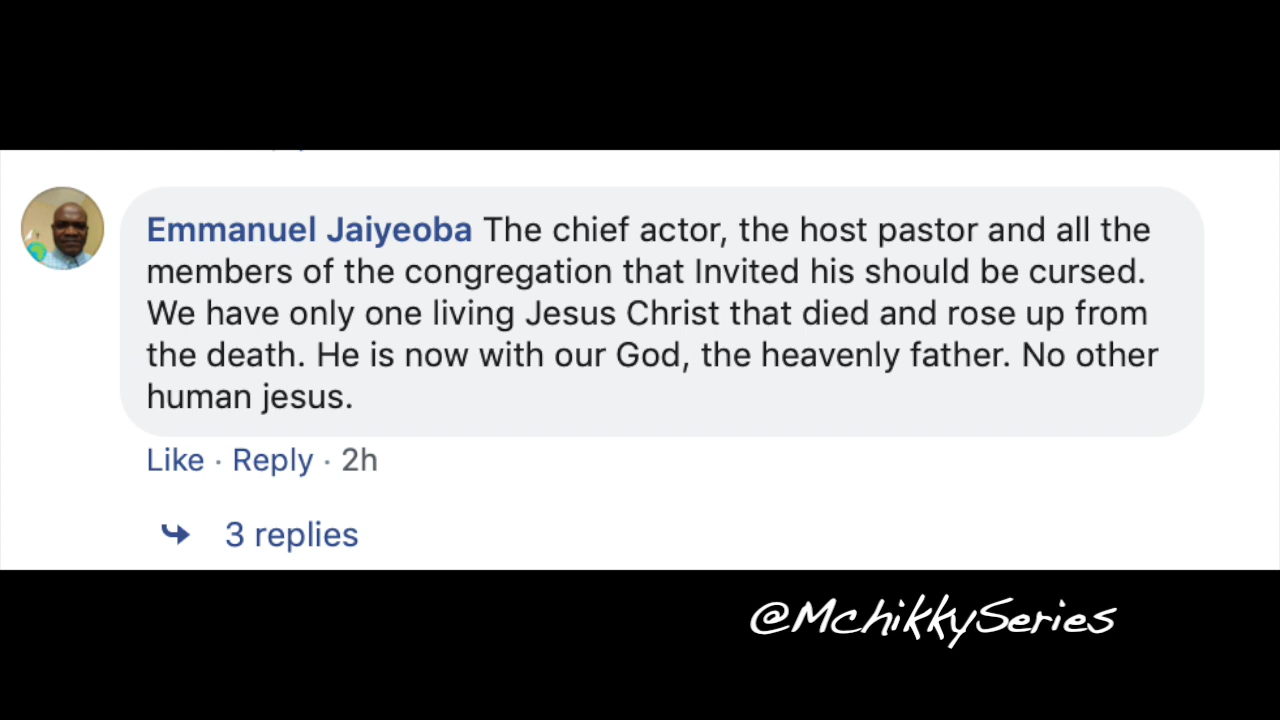 Emmanuel Jaiyeoba The chief actor, the host pastor and all the
members of the congregation that Invited his should be cursed.
We have only one living Jesus Christ that died and rose up from
the death. He is now with our God, the heavenly father. No other
human jesus.
Like · Reply · 2h
3 replies
@MchikkySeries